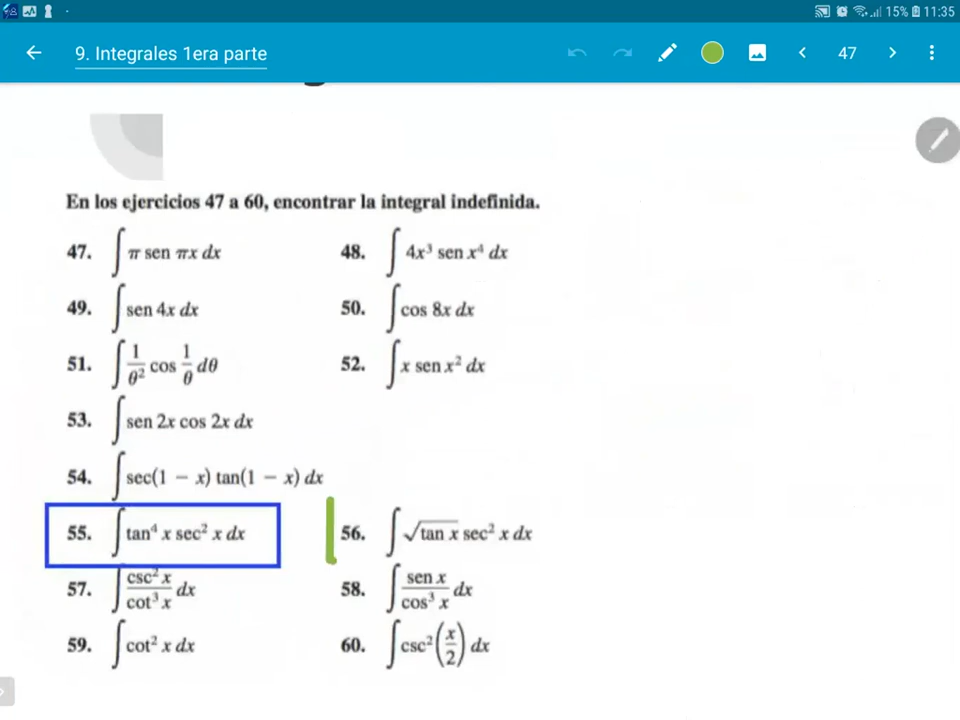 15% 11:35
9. Integrales 1era parte
47
En los ejercicios 47 a 60, encontrar la integral indefinida.
47. ∫ π sen πx dx
48. ∫ 4x³ sen x⁴ dx
49. ∫ sen 4x dx
50. ∫ cos 8x dx
51. ∫ 1/θ² cos 1/θ dθ
52. ∫ x sen x² dx
53. ∫ sen 2x cos 2x dx
54. ∫ sec(1 − x) tan(1 − x) dx
55. ∫ tan⁴ x sec² x dx
56. ∫ √tan x sec² x dx
57. ∫ csc² x / cot³ x dx
58. ∫ sen x / cos³ x dx
59. ∫ cot² x dx
60. ∫ csc² (x/2) dx